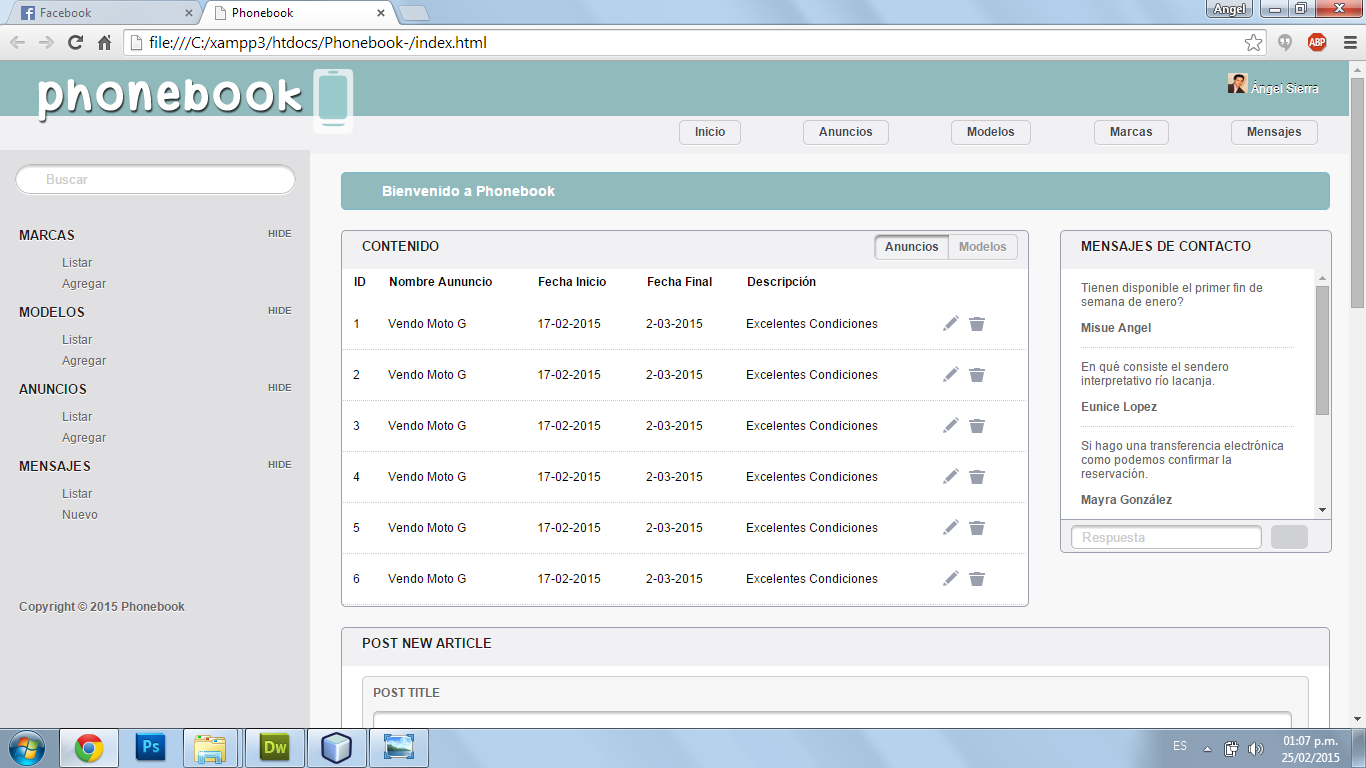 Facebook
Phonebook
Angel
file:///C:/xampp3/htdocs/Phonebook-/index.html
ABP
phonebook
Ángel Sierra
Inicio
Anuncios
Modelos
Marcas
Mensajes
Buscar
MARCAS HIDE
Listar
Agregar
MODELOS HIDE
Listar
Agregar
ANUNCIOS HIDE
Listar
Agregar
MENSAJES HIDE
Listar
Nuevo
Copyright © 2015 Phonebook
Bienvenido a Phonebook
CONTENIDO Anuncios Modelos
ID Nombre Aununcio Fecha Inicio Fecha Final Descripción
1 Vendo Moto G 17-02-2015 2-03-2015 Excelentes Condiciones
2 Vendo Moto G 17-02-2015 2-03-2015 Excelentes Condiciones
3 Vendo Moto G 17-02-2015 2-03-2015 Excelentes Condiciones
4 Vendo Moto G 17-02-2015 2-03-2015 Excelentes Condiciones
5 Vendo Moto G 17-02-2015 2-03-2015 Excelentes Condiciones
6 Vendo Moto G 17-02-2015 2-03-2015 Excelentes Condiciones
MENSAJES DE CONTACTO
Tienen disponible el primer fin de
semana de enero?
Misue Angel
En qué consiste el sendero
interpretativo río lacanja.
Eunice Lopez
Si hago una transferencia electrónica
como podemos confirmar la
reservación.
Mayra González
Respuesta
POST NEW ARTICLE
POST TITLE
Ps
Dw
ES
01:07 p.m.
25/02/2015